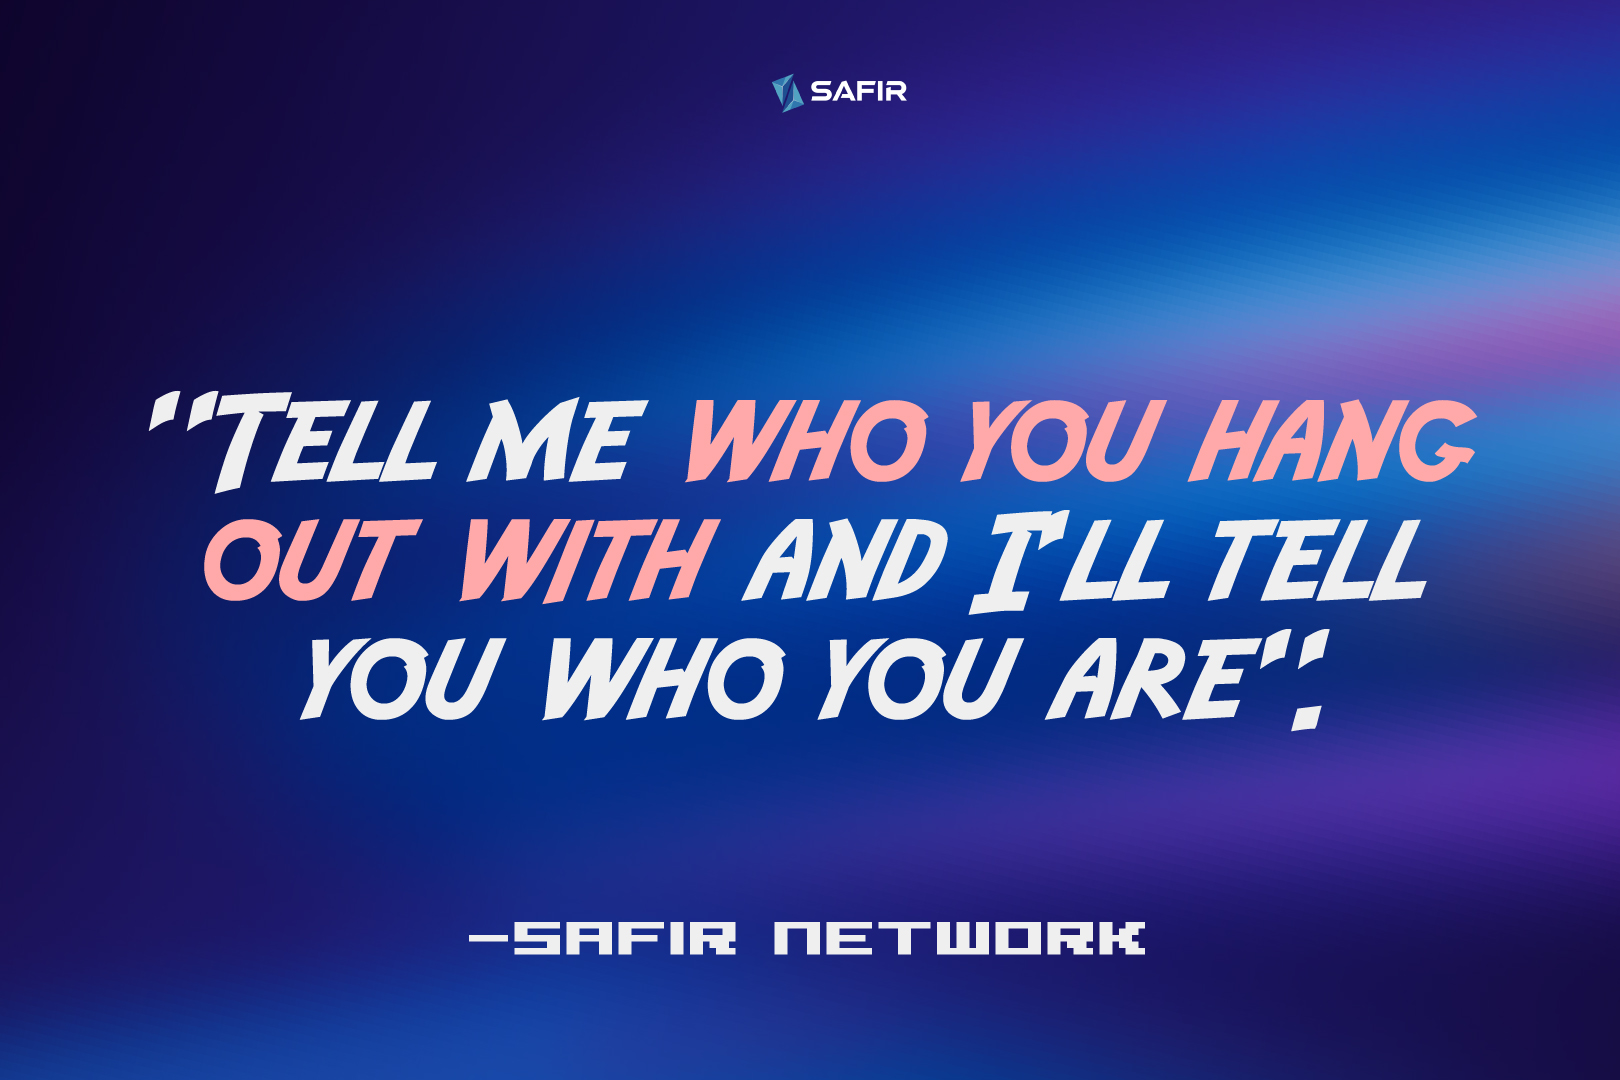 SAFIR
"Tell me who you hang
out with and I'll tell
you who you are".
-SAFIR NETWORK